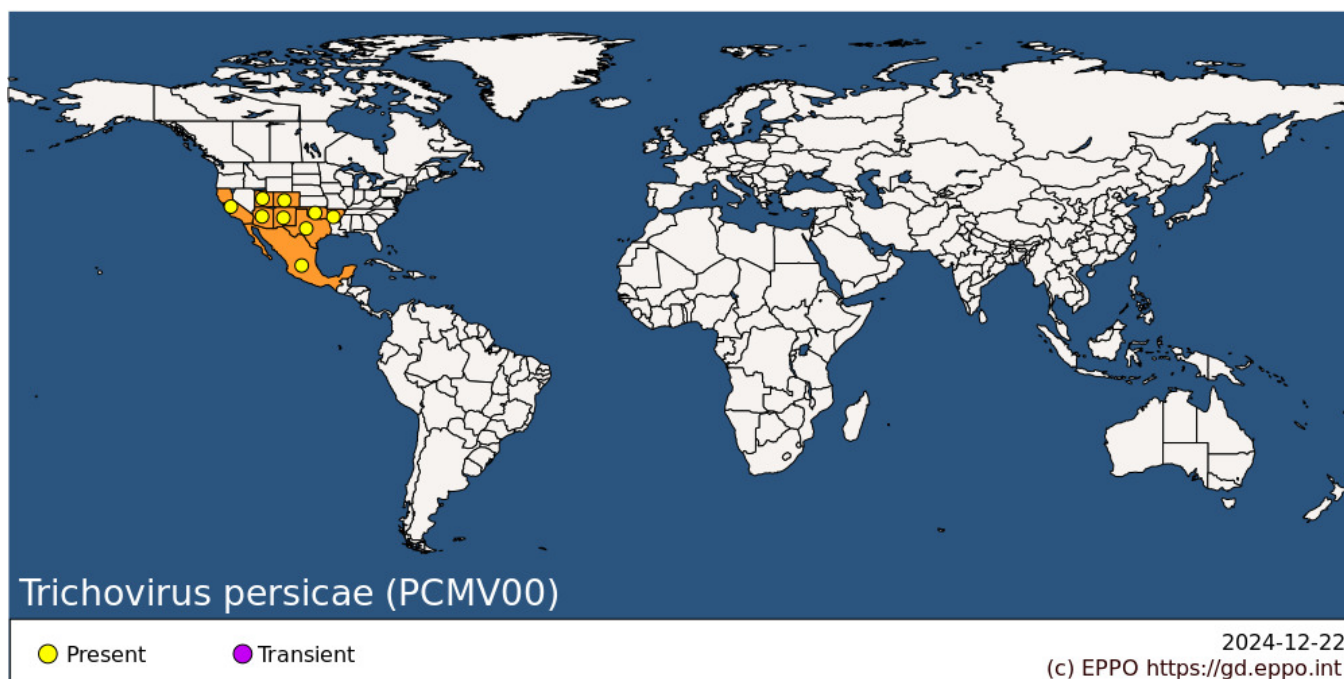 Trichovirus persicae (PCMV00)
Present
Transient
2024-12-22
(c) EPPO https://gd.eppo.int